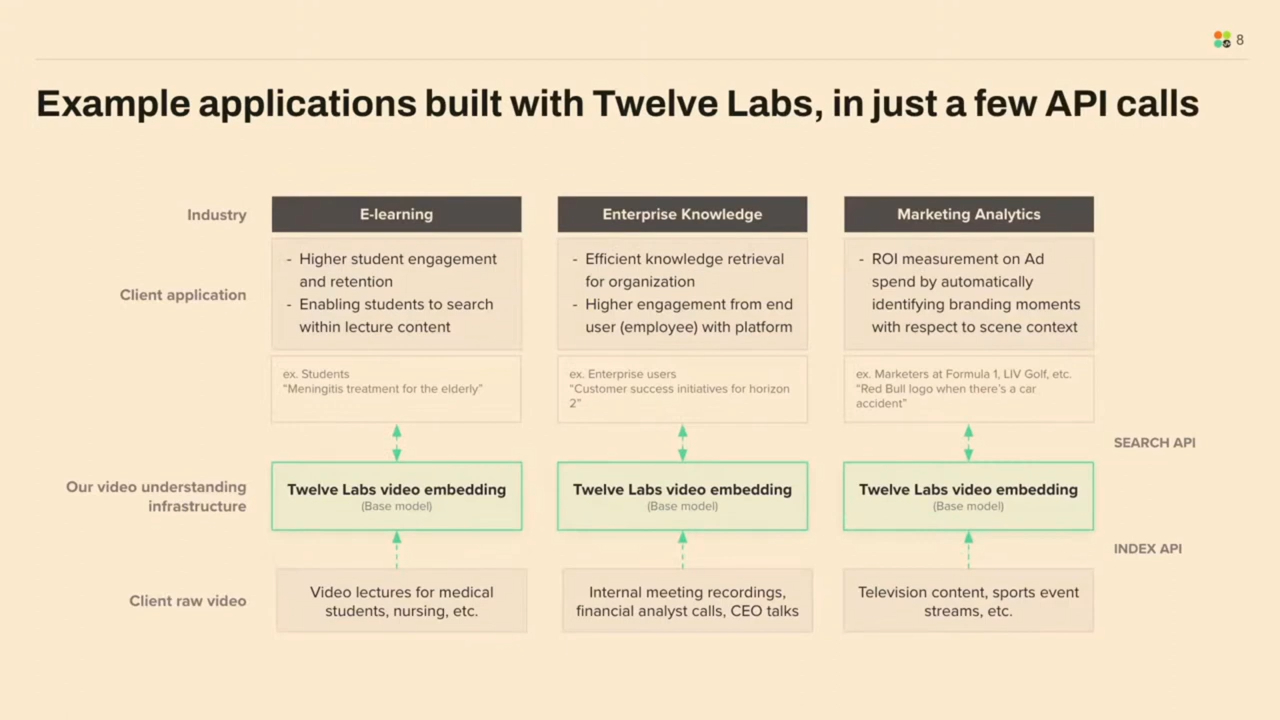 8
Example applications built with Twelve Labs, in just a few API calls
Industry
E-learning
Enterprise Knowledge
Marketing Analytics
Client application
- Higher student engagement
and retention
- Enabling students to search
within lecture content
- Efficient knowledge retrieval
for organization
- Higher engagement from end
user (employee) with platform
- ROI measurement on Ad
spend by automatically
identifying branding moments
with respect to scene context
ex. Students
“Meningitis treatment for the elderly”
ex. Enterprise users
“Customer success initiatives for horizon
2”
ex. Marketers at Formula 1, LIV Golf, etc.
“Red Bull logo when there’s a car
accident”
SEARCH API
Our video understanding
infrastructure
Twelve Labs video embedding
(Base model)
Twelve Labs video embedding
(Base model)
Twelve Labs video embedding
(Base model)
INDEX API
Client raw video
Video lectures for medical
students, nursing, etc.
Internal meeting recordings,
financial analyst calls, CEO talks
Television content, sports event
streams, etc.